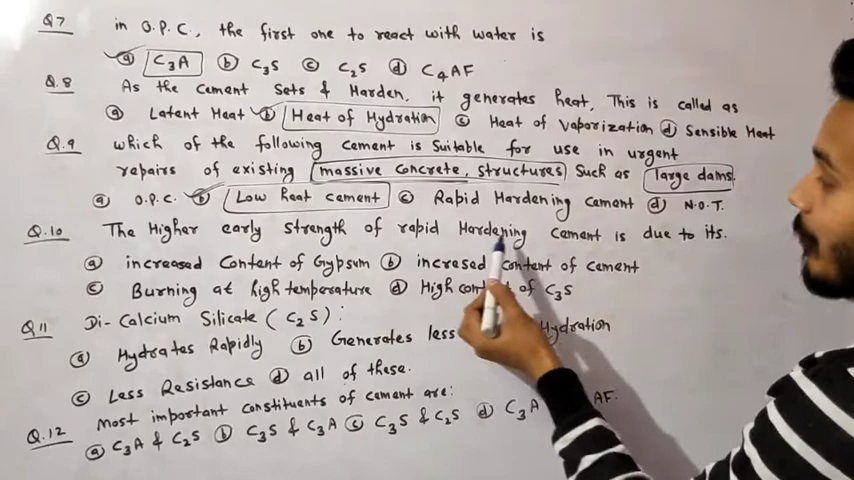 Q7 in O.P.C., the first one to react with water is
a C3A b C3S c C2S d C4AF
Q.8 As the cement sets & Harden, it generates heat, This is called as
a Latent Heat b Heat of Hydration c Heat of vaporization d Sensible Heat
Q.9 which of the following cement is suitable for use in urgent
repairs of existing massive concrete structures such as large dams.
a O.P.C. b Low heat cement c Rapid Hardening cement d N.O.T.
Q.10 The Higher early strength of rapid Hardening cement is due to its.
a increased content of Gypsum b incresed content of cement
c Burning at high temperature d High of C3S
Q11 Di-Calcium Silicate (C2S):
a Hydrates Rapidly b Generates less Hydration
c Less Resistance d all of these.
Q.12 most important constituents of cement are:
a C3A & C2S b C3S & C3A c C3S & C2S d C3A AF.